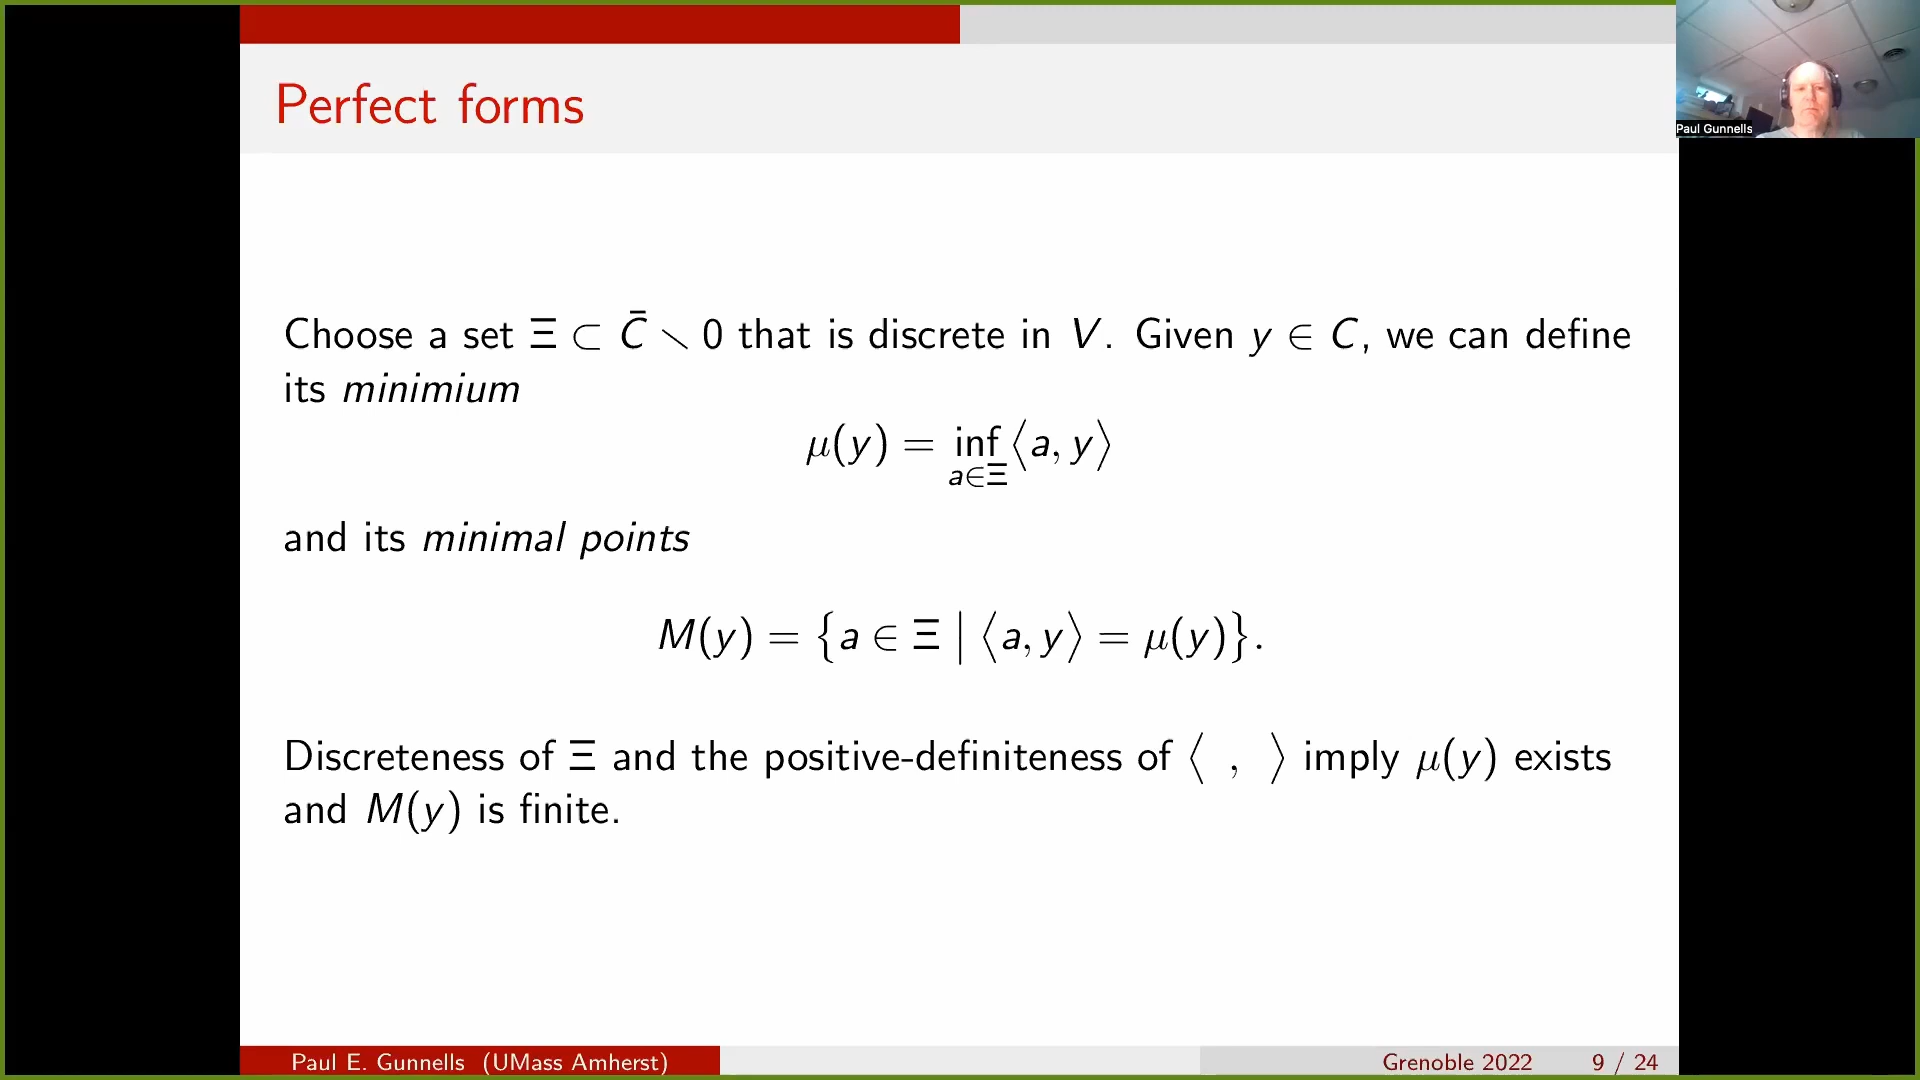 Perfect forms
Paul Gunnells
Choose a set Ξ ⊂ C̄ ∖ 0 that is discrete in V. Given y ∈ C, we can define
its minimium
μ(y) = inf⟨a, y⟩
a∈Ξ
and its minimal points
M(y) = {a ∈ Ξ | ⟨a, y⟩ = μ(y)}.
Discreteness of Ξ and the positive-definiteness of ⟨ , ⟩ imply μ(y) exists
and M(y) is finite.
Paul E. Gunnells (UMass Amherst) Grenoble 2022 9 / 24